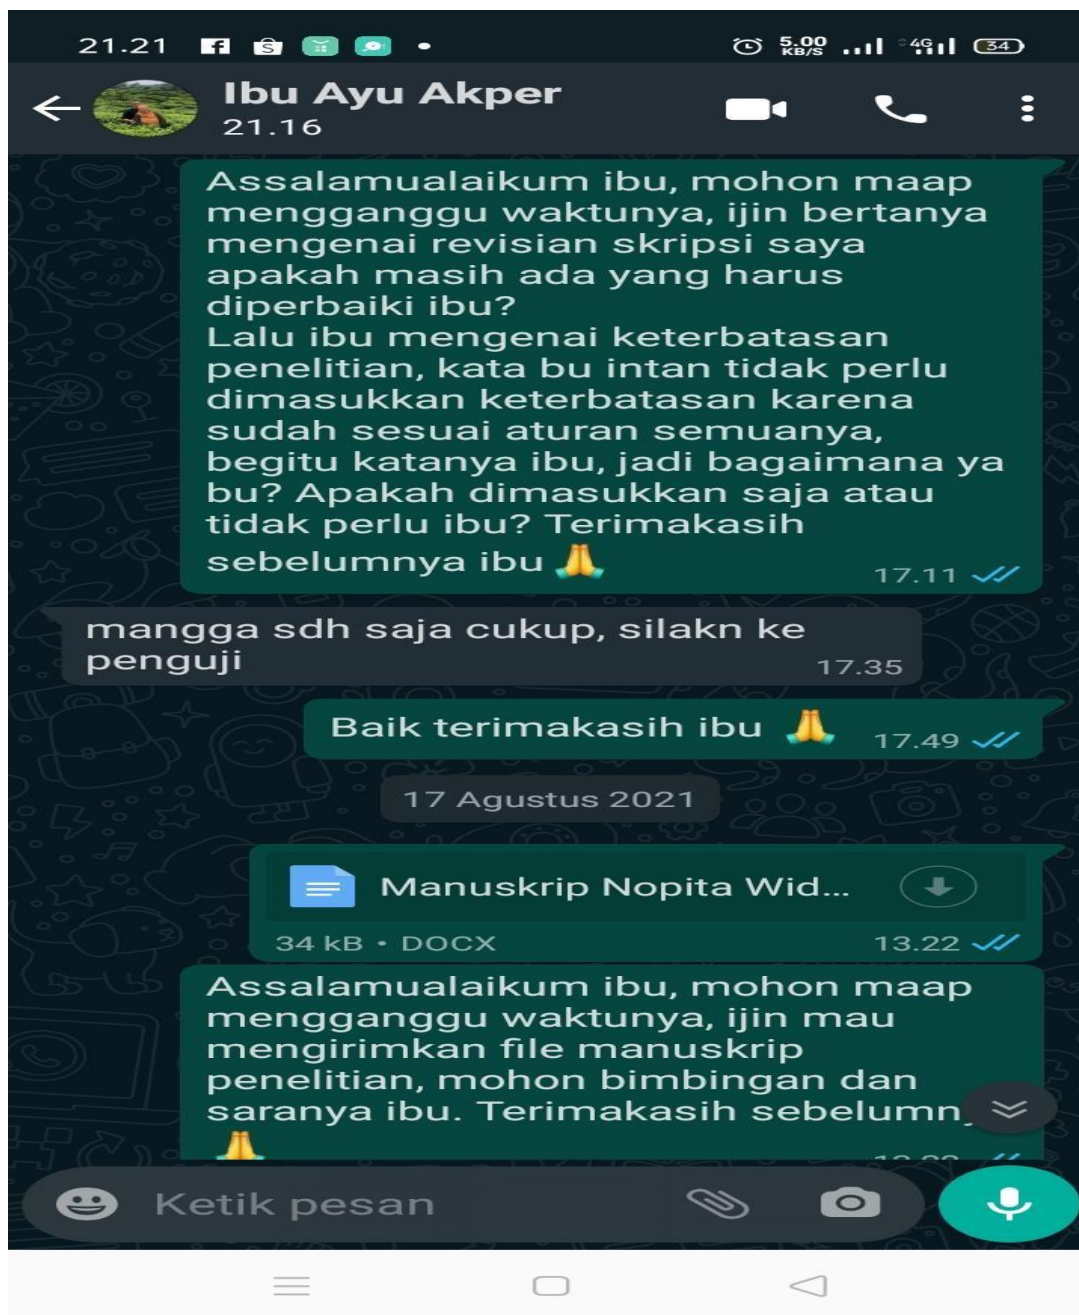 21.21
5.00 KB/S 4G 34
Ibu Ayu Akper
21.16
Assalamualaikum ibu, mohon maap
mengganggu waktunya, ijin bertanya
mengenai revisian skripsi saya
apakah masih ada yang harus
diperbaiki ibu?
Lalu ibu mengenai keterbatasan
penelitian, kata bu intan tidak perlu
dimasukkan keterbatasan karena
sudah sesuai aturan semuanya,
begitu katanya ibu, jadi bagaimana ya
bu? Apakah dimasukkan saja atau
tidak perlu ibu? Terimakasih
sebelumnya ibu 🙏
17.11
mangga sdh saja cukup, silakn ke
penguji
17.35
Baik terimakasih ibu 🙏 17.49
17 Agustus 2021
Manuskrip Nopita Wid...
34 kB • DOCX 13.22
Assalamualaikum ibu, mohon maap
mengganggu waktunya, ijin mau
mengirimkan file manuskrip
penelitian, mohon bimbingan dan
saranya ibu. Terimakasih sebelumn
🙏
Ketik pesan